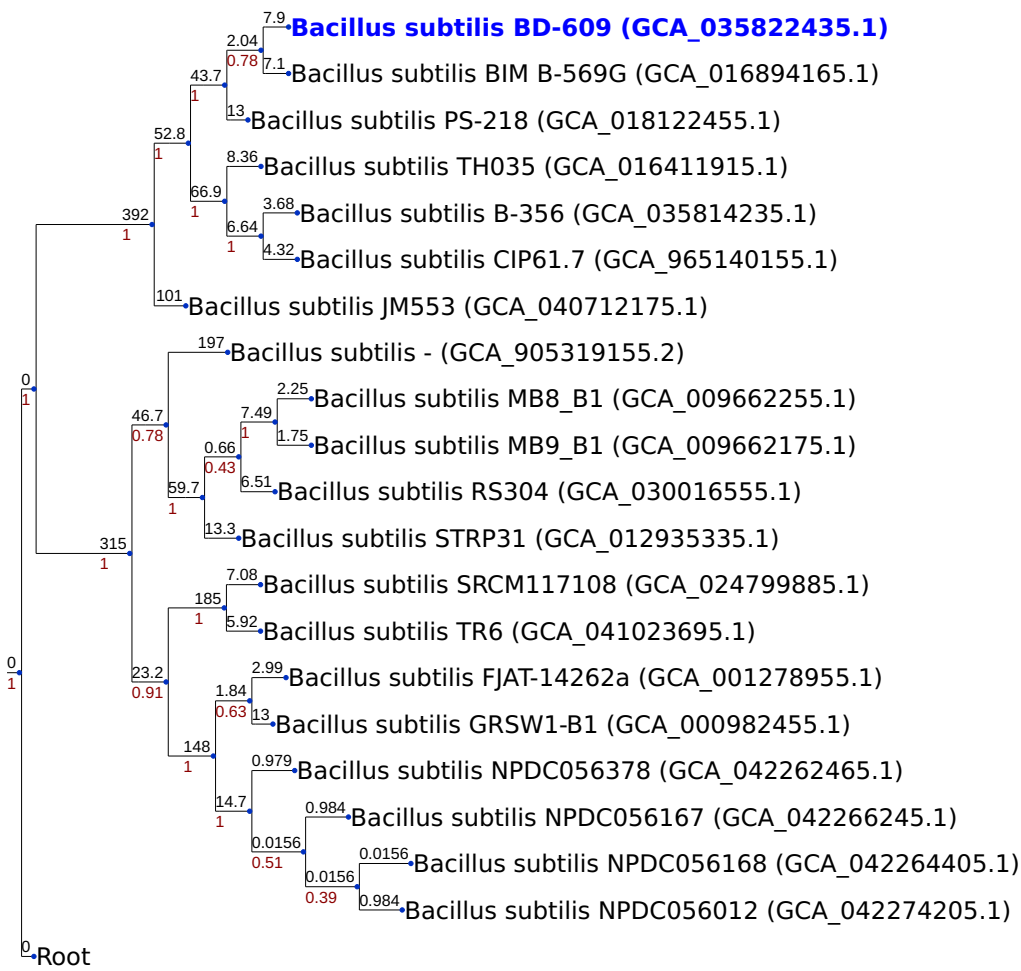 7.9
Bacillus subtilis BD-609 (GCA_035822435.1)
2.04
0.78
7.1
Bacillus subtilis BIM B-569G (GCA_016894165.1)
43.7
1
13
Bacillus subtilis PS-218 (GCA_018122455.1)
52.8
1
8.36
Bacillus subtilis TH035 (GCA_016411915.1)
66.9
1
3.68
Bacillus subtilis B-356 (GCA_035814235.1)
6.64
1
4.32
Bacillus subtilis CIP61.7 (GCA_965140155.1)
392
1
101
Bacillus subtilis JM553 (GCA_040712175.1)
197
Bacillus subtilis - (GCA_905319155.2)
0
1
2.25
Bacillus subtilis MB8_B1 (GCA_009662255.1)
46.7
0.78
7.49
1
1.75
Bacillus subtilis MB9_B1 (GCA_009662175.1)
0.66
0.43
6.51
Bacillus subtilis RS304 (GCA_030016555.1)
59.7
1
13.3
Bacillus subtilis STRP31 (GCA_012935335.1)
315
1
7.08
Bacillus subtilis SRCM117108 (GCA_024799885.1)
185
1
5.92
Bacillus subtilis TR6 (GCA_041023695.1)
0
1
23.2
0.91
2.99
Bacillus subtilis FJAT-14262a (GCA_001278955.1)
1.84
0.63
13
Bacillus subtilis GRSW1-B1 (GCA_000982455.1)
148
1
0.979
Bacillus subtilis NPDC056378 (GCA_042262465.1)
14.7
1
0.984
Bacillus subtilis NPDC056167 (GCA_042266245.1)
0.0156
0.51
0.0156
Bacillus subtilis NPDC056168 (GCA_042264405.1)
0.0156
0.39
0.984
Bacillus subtilis NPDC056012 (GCA_042274205.1)
0
Root